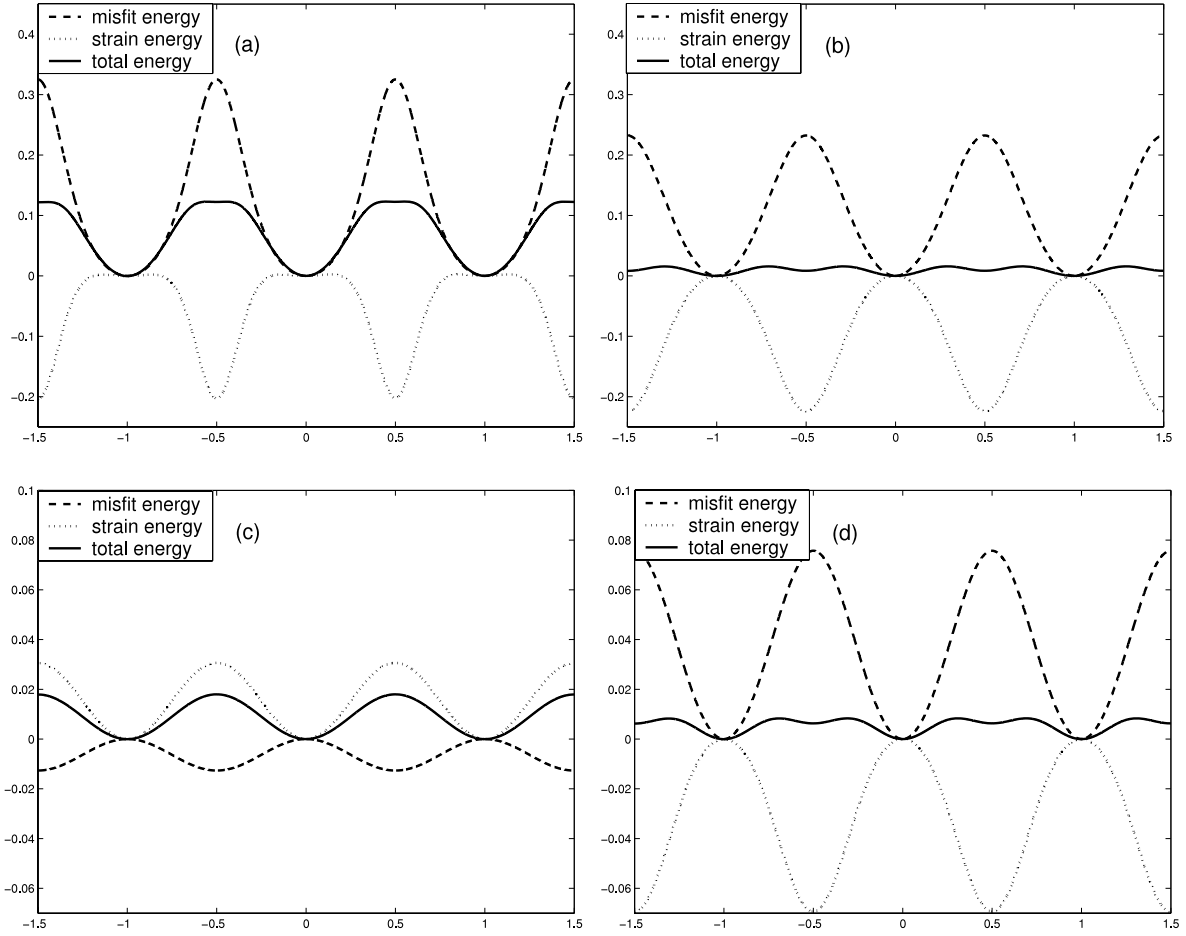 misfit energy
strain energy
total energy
(a)
0.4
0.3
0.2
0.1
0
−0.1
−0.2
−1.5 −1 −0.5 0 0.5 1 1.5
misfit energy
strain energy
total energy
(b)
0.4
0.3
0.2
0.1
0
−0.1
−0.2
−1.5 −1 −0.5 0 0.5 1 1.5
misfit energy
strain energy
total energy
(c)
0.1
0.08
0.06
0.04
0.02
0
−0.02
−0.04
−0.06
−1.5 −1 −0.5 0 0.5 1 1.5
misfit energy
strain energy
total energy
(d)
0.1
0.08
0.06
0.04
0.02
0
−0.02
−0.04
−0.06
−1.5 −1 −0.5 0 0.5 1 1.5